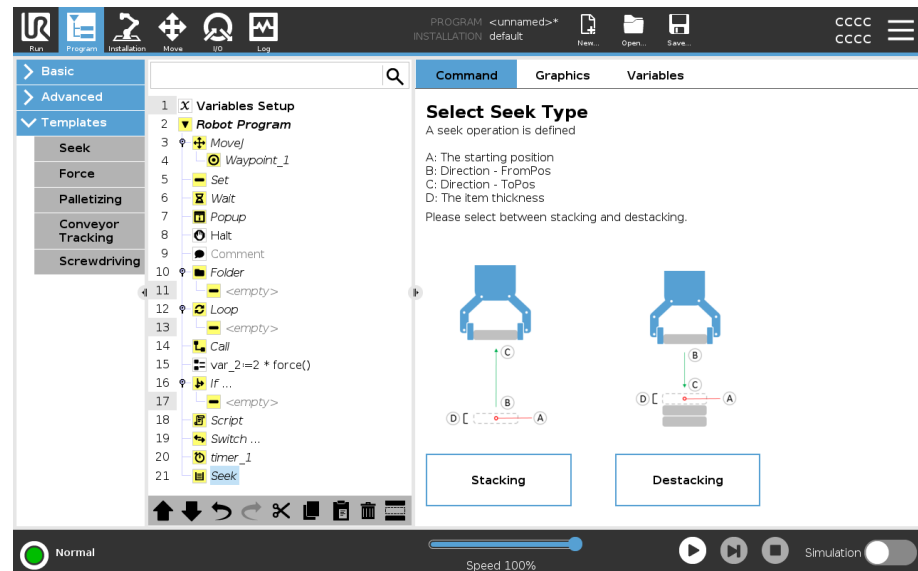 PROGRAM <unnamed>*
INSTALLATION default
CCCC
CCCC
Run
Program
Installation
Move
I/O
Log
New...
Open...
Save...
Basic
Advanced
Templates
Seek
Force
Palletizing
Conveyor
Tracking
Screwdriving
1 X Variables Setup
2 Robot Program
3 MoveJ
4 Waypoint_1
5 Set
6 Wait
7 Popup
8 Halt
9 Comment
10 Folder
11 <empty>
12 Loop
13 <empty>
14 Call
15 var_2:=2 * force()
16 If ...
17 <empty>
18 Script
19 Switch ...
20 timer_1
21 Seek
Command
Graphics
Variables
Select Seek Type
A seek operation is defined
A: The starting position
B: Direction - FromPos
C: Direction - ToPos
D: The item thickness
Please select between stacking and destacking.
C
B
D
A
B
C
D
A
Stacking
Destacking
Normal
Speed 100%
Simulation